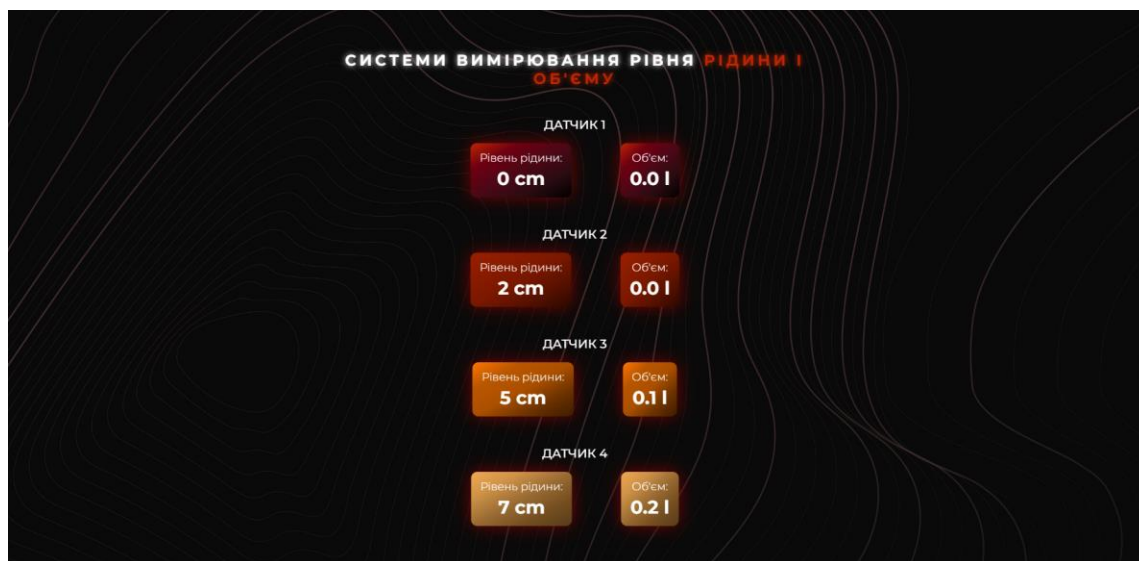 СИСТЕМИ ВИМІРЮВАННЯ РІВНЯ РІДИНИ І
ОБ'ЄМУ
ДАТЧИК 1
Рівень рідини: Об'єм:
0 cm 0.0 l
ДАТЧИК 2
Рівень рідини: Об'єм:
2 cm 0.0 l
ДАТЧИК 3
Рівень рідини: Об'єм:
5 cm 0.1 l
ДАТЧИК 4
Рівень рідини: Об'єм:
7 cm 0.2 l